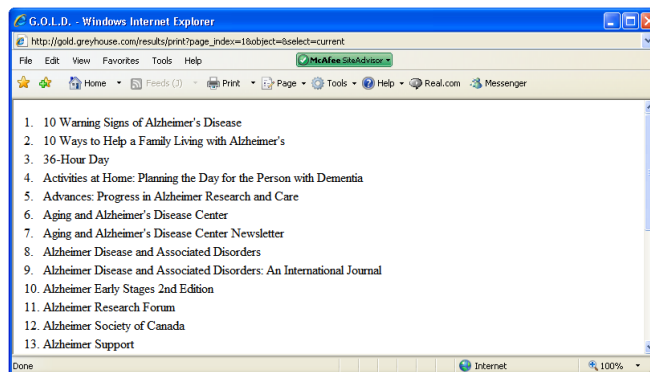 G.O.L.D. - Windows Internet Explorer
http://gold.greyhouse.com/results/print?page_index=1&object=&select=current
File Edit View Favorites Tools Help McAfee SiteAdvisor
Home Feeds (J) Print Page Tools Help Real.com Messenger
1. 10 Warning Signs of Alzheimer's Disease
2. 10 Ways to Help a Family Living with Alzheimer's
3. 36-Hour Day
4. Activities at Home: Planning the Day for the Person with Dementia
5. Advances: Progress in Alzheimer Research and Care
6. Aging and Alzheimer's Disease Center
7. Aging and Alzheimer's Disease Center Newsletter
8. Alzheimer Disease and Associated Disorders
9. Alzheimer Disease and Associated Disorders: An International Journal
10. Alzheimer Early Stages 2nd Edition
11. Alzheimer Research Forum
12. Alzheimer Society of Canada
13. Alzheimer Support
Done Internet 100%